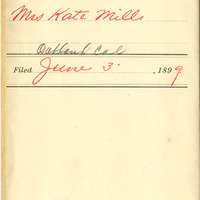 Mrs Kate Mills
Oakland Cal
Filed June 3 , 1899